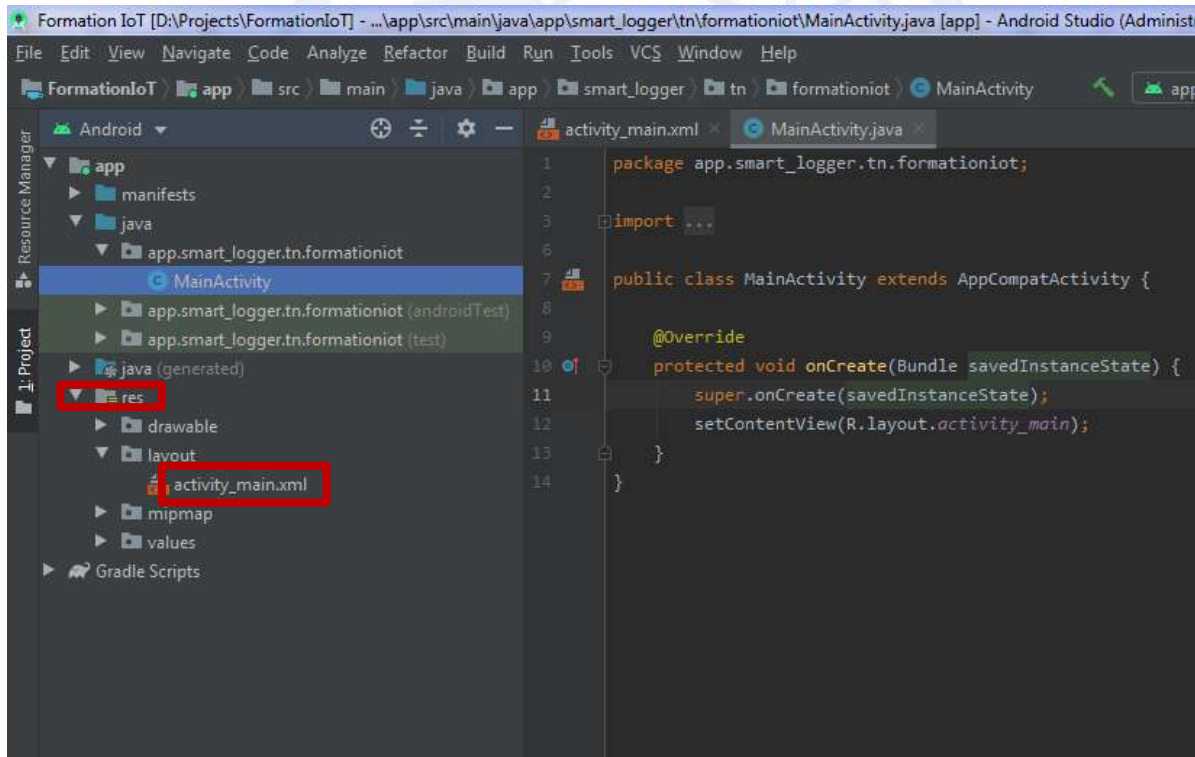 Formation IoT [D:\Projects\FormationIoT] - ...\app\src\main\java\app\smart_logger\tn\formationiot\MainActivity.java [app] - Android Studio (Administ
File Edit View Navigate Code Analyze Refactor Build Run Tools VCS Window Help
FormationIoT app src main java app smart_logger tn formationiot MainActivity app
Resource Manager
1: Project
Android
app
manifests
java
app.smart_logger.tn.formationiot
MainActivity
app.smart_logger.tn.formationiot (androidTest)
app.smart_logger.tn.formationiot (test)
java (generated)
res
drawable
layout
activity_main.xml
mipmap
values
Gradle Scripts
activity_main.xml MainActivity.java
1 package app.smart_logger.tn.formationiot;
2
3 import ...
6
7 public class MainActivity extends AppCompatActivity {
8
9 @Override
10 protected void onCreate(Bundle savedInstanceState) {
11 super.onCreate(savedInstanceState);
12 setContentView(R.layout.activity_main);
13 }
14 }